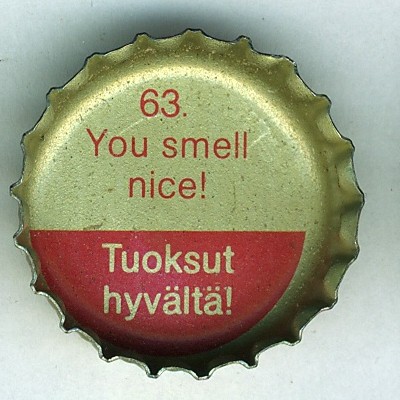 63.
You smell
nice!
Tuoksut
hyvältä!